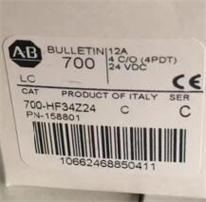 AB BULLETIN 12A
700 4 C/O (4PDT)
24 VDC
LC CE
CAT PRODUCT OF ITALY SER
700-HF34Z24 C C
PN-158801
10662468850411